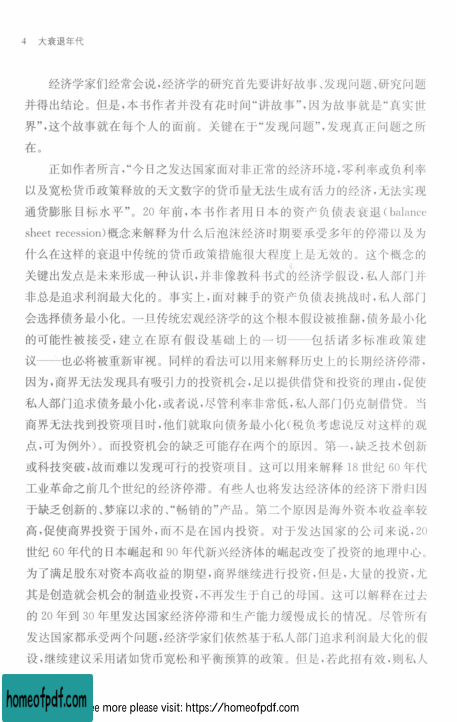 4 大衰退年代
经济学家们经常会说,经济学的研究首先要讲好故事、发现问题、研究问题
并得出结论。但是,本书作者并没有花时间“讲故事”,因为故事就是“真实世
界”,这个故事就在每个人的面前。关键在于“发现问题”,发现真正问题之所
在。
正如作者所言,“今日之发达国家面对非正常的经济环境,零利率或负利率
以及宽松货币政策释放的天文数字的货币量无法生成有活力的经济,无法实现
通货膨胀目标水平”。20 年前,本书作者用日本的资产负债表衰退(balance
sheet recession)概念来解释为什么后泡沫经济时期要承受多年的停滞以及为
什么在这样的衰退中传统的货币政策措施很大程度上是无效的。这个概念的
关键出发点是未来形成一种认识,并非像教科书式的经济学假设,私人部门并
非总是追求利润最大化的。事实上,面对棘手的资产负债表挑战时,私人部门
会选择债务最小化。一旦传统宏观经济学的这个根本假设被推翻,债务最小化
的可能性被接受,建立在原有假设基础上的一切——包括诸多标准政策建
议——也必将被重新审视。同样的看法可以用来解释历史上的长期经济停滞,
因为,商界无法发现具有吸引力的投资机会,足以提供借贷和投资的理由,促使
私人部门追求债务最小化,或者说,尽管利率非常低,私人部门仍克制借贷。当
商界无法找到投资项目时,他们就取向债务最小化(税负考虑说反对这样的观
点,可为例外)。而投资机会的缺乏可能存在两个的原因。第一,缺乏技术创新
或科技突破,故而难以发现可行的投资项目。这可以用来解释 18 世纪 60 年代
工业革命之前几个世纪的经济停滞。有些人也将发达经济体的经济下滑归因
于缺乏创新的、梦寐以求的、“畅销的”产品。第二个原因是海外资本收益率较
高,促使商界投资于国外,而不是在国内投资。对于发达国家的公司来说,20
世纪 60 年代的日本崛起和 90 年代新兴经济体的崛起改变了投资的地理中心。
为了满足股东对资本高收益的期望,商界继续进行投资,但是,大量的投资,尤
其是创造就会机会的制造业投资,不再发生于自己的母国。这可以解释在过去
的 20 年到 30 年里发达国家经济停滞和生产能力缓慢成长的情况。尽管所有
发达国家都承受两个问题,经济学家们依然基于私人部门追求利润最大化的假
设,继续建议采用诸如货币宽松和平衡预算的政策。但是,若此招有效,则私人
homeofpdf.com
more please visit: https://homeofpdf.com